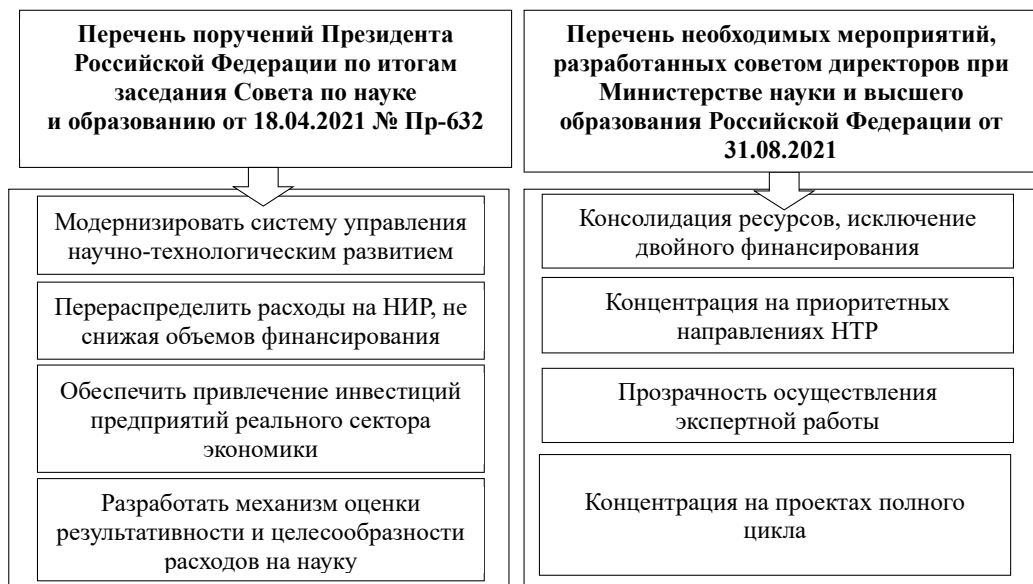 Перечень поручений Президента
Российской Федерации по итогам
заседания Совета по науке
и образованию от 18.04.2021 № Пр-632
Модернизировать систему управления
научно-технологическим развитием
Перераспределить расходы на НИР, не
снижая объемов финансирования
Обеспечить привлечение инвестиций
предприятий реального сектора
экономики
Разработать механизм оценки
результативности и целесообразности
расходов на науку
Перечень необходимых мероприятий,
разработанных советом директоров при
Министерстве науки и высшего
образования Российской Федерации от
31.08.2021
Консолидация ресурсов, исключение
двойного финансирования
Концентрация на приоритетных
направлениях НТР
Прозрачность осуществления
экспертной работы
Концентрация на проектах полного
цикла